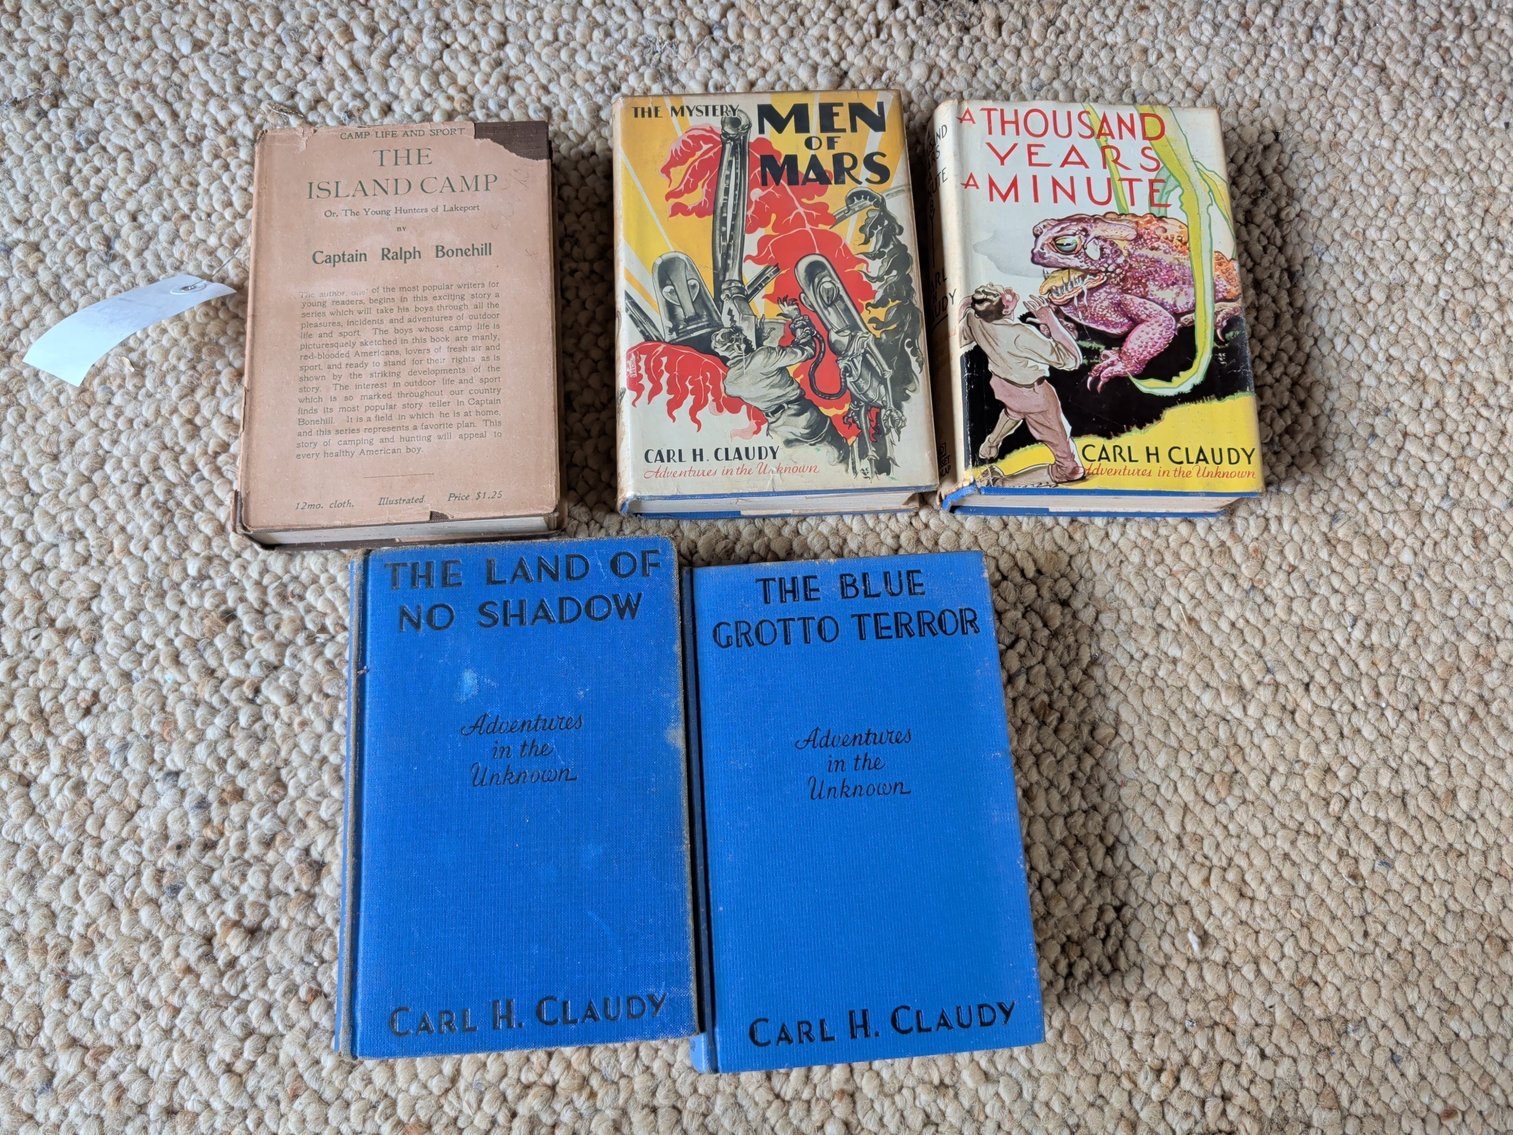 CAMP LIFE AND SPORT
THE
ISLAND CAMP
Or, The Young Hunters of Lakeport
BY
Captain Ralph Bonehill
The author, one of the most popular writers for
young readers, begins in this exciting story a
series which will take his boys through all the
pleasures, incidents and adventures of outdoor
life and sport. The boys whose camp life is
picturesquely sketched in this book are manly,
red-blooded Americans, lovers of fresh air and
sport, and ready to stand for their rights as is
shown by the striking developments of the
story. The interest in outdoor life and sport
which is so marked throughout our country
finds its most popular story teller in Captain
Bonehill. It is a field in which he is at home,
and this series represents a favorite plan. This
story of camping and hunting will appeal to
every healthy American boy.
12mo. cloth. Illustrated Price $1.25
THE MYSTERY
MEN
OF
MARS
CARL H. CLAUDY
Adventures in the Unknown
A THOUSAND
YEARS
A MINUTE
CARL H CLAUDY
Adventures in the Unknown
THE LAND OF
NO SHADOW
Adventures
in the
Unknown
CARL H. CLAUDY
THE BLUE
GROTTO TERROR
Adventures
in the
Unknown
CARL H. CLAUDY